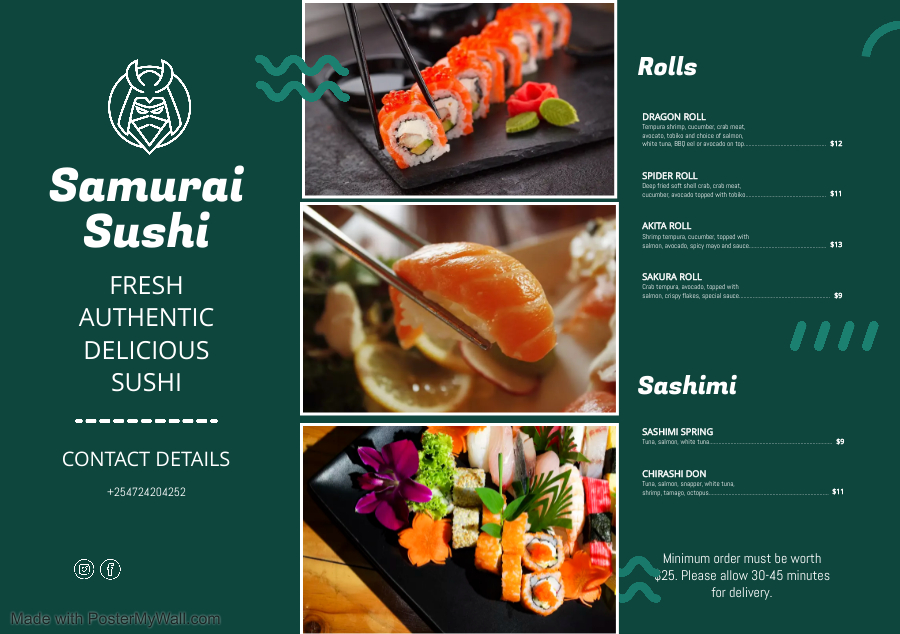 Samurai
Sushi
FRESH
AUTHENTIC
DELICIOUS
SUSHI
CONTACT DETAILS
+254724204252
Made with PosterMyWall.com
Rolls
DRAGON ROLL
Tempura shrimp, cucumber, crab meat,
avocato, tobiko and choice of salmon,
white tuna, BBQ eel or avocado on top $12
SPIDER ROLL
Deep fried soft shell crab, crab meat,
cucumber, avocado topped with tobiko $11
AKITA ROLL
Shrimp tempura, cucumber, topped with
salmon, avocado, spicy mayo and sauce $13
SAKURA ROLL
Crab tempura, avocado, topped with
salmon, crispy flakes, special sauce $9
Sashimi
SASHIMI SPRING
Tuna, salmon, white tuna $9
CHIRASHI DON
Tuna, salmon, snapper, white tuna,
shrimp, tamago, octopus $11
Minimum order must be worth
$25. Please allow 30-45 minutes
for delivery.